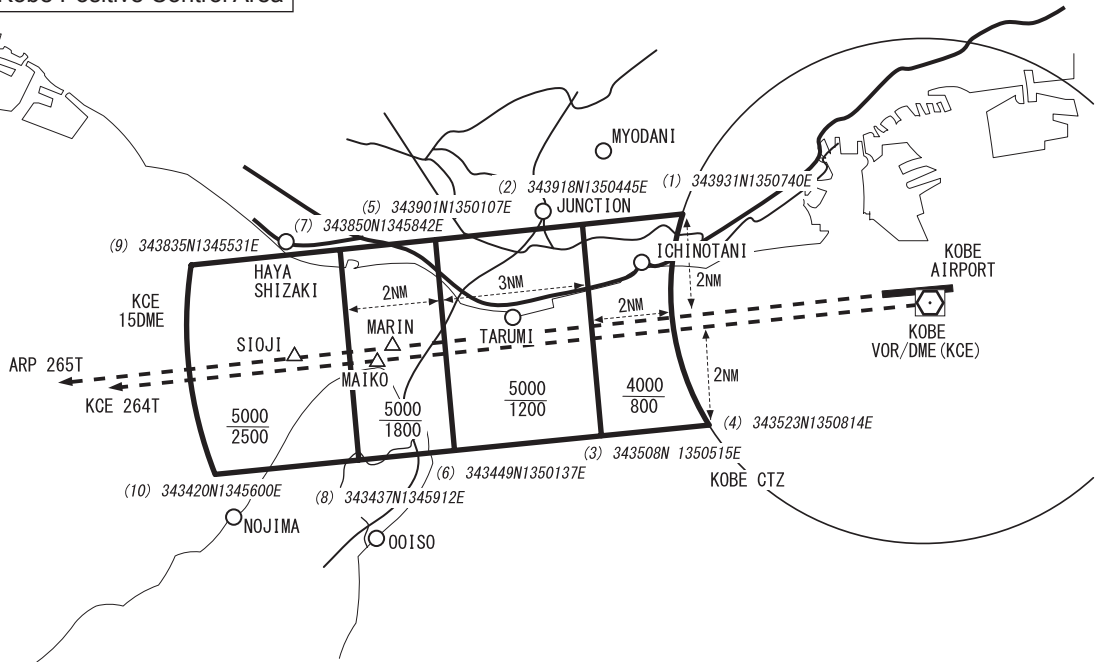 Kobe Positive Control Area
MYODANI
(2) 343918N1350445E
(1) 343931N1350740E
(5) 343901N1350107E
JUNCTION
(7) 343850N1345842E
(9) 343835N1345531E
ICHINOTANI
KOBE
AIRPORT
HAYA
SHIZAKI
2NM
3NM
2NM
2NM
KCE
15DME
MARIN
TARUMI
SIOJI
KOBE
VOR/DME(KCE)
ARP 265T
MAIKO
2NM
KCE 264T
5000
2500
5000
1800
5000
1200
4000
800
(4) 343523N1350814E
(3) 343508N 1350515E
(6) 343449N1350137E
KOBE CTZ
(10) 343420N1345600E
(8) 343437N1345912E
NOJIMA
OOISO